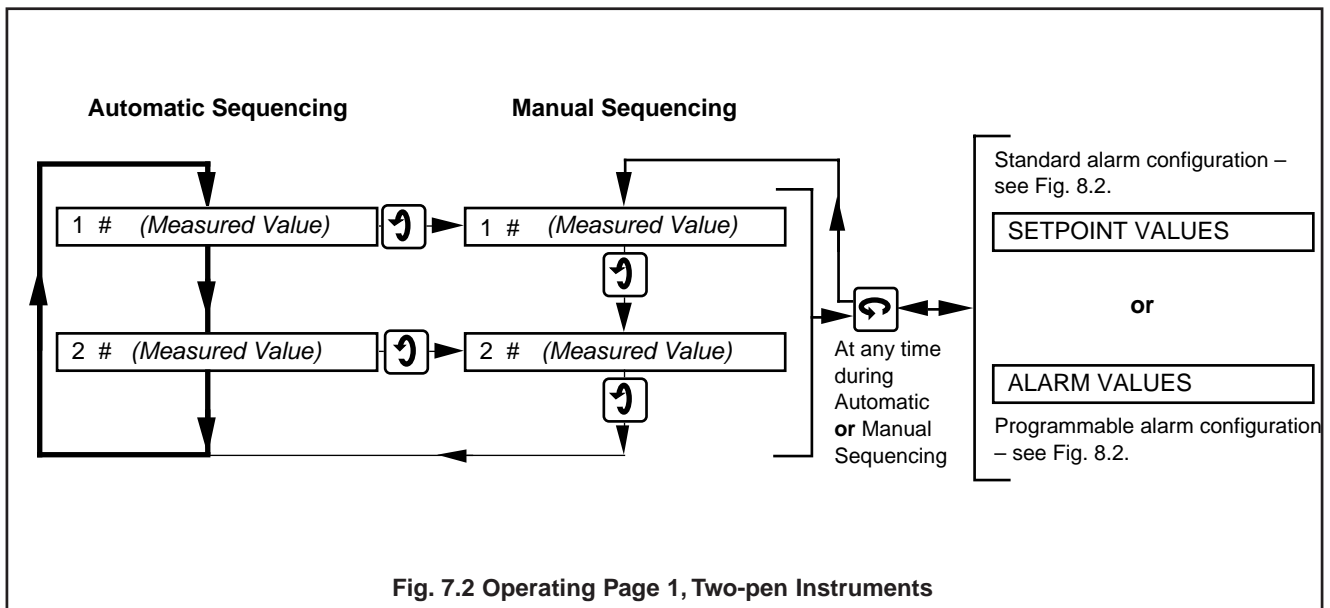 Automatic Sequencing
Manual Sequencing
1 # (Measured Value)
1 # (Measured Value)
2 # (Measured Value)
2 # (Measured Value)
At any time
during
Automatic
or Manual
Sequencing
Standard alarm configuration –
see Fig. 8.2.
SETPOINT VALUES
or
ALARM VALUES
Programmable alarm configuration
– see Fig. 8.2.
Fig. 7.2 Operating Page 1, Two-pen Instruments